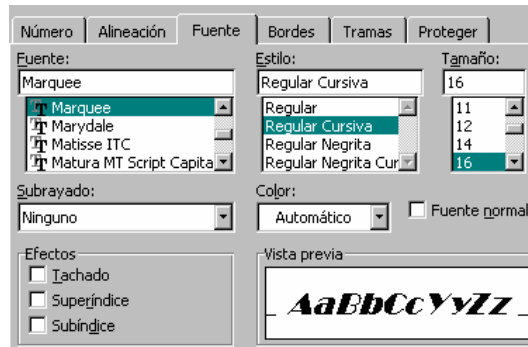 Número Alineación Fuente Bordes Tramas Proteger
Fuente: Estilo: Tamaño:
Marquee Regular Cursiva 16
Marquee Regular 11
Marydale Regular Cursiva 12
Matisse ITC Regular Negrita 14
Matura MT Script Capita Regular Negrita Cur 16
Subrayado: Color:
Ninguno Automático Fuente normal
Efectos Vista previa
Tachado
Superíndice AaBbCcYyZz
Subíndice